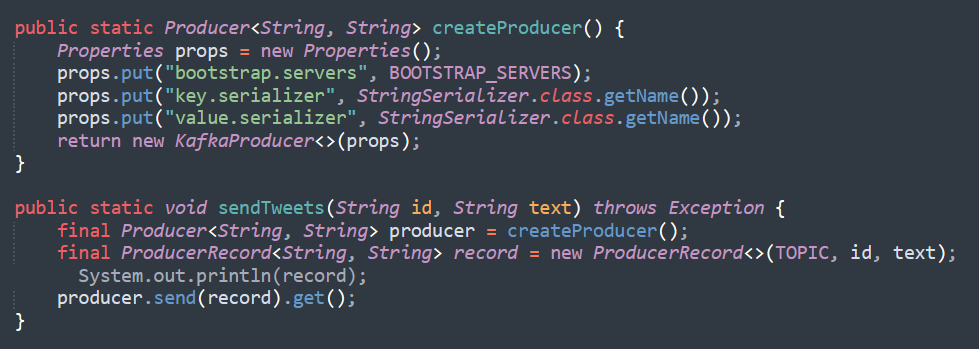 public static Producer<String, String> createProducer() {
    Properties props = new Properties();
    props.put("bootstrap.servers", BOOTSTRAP_SERVERS);
    props.put("key.serializer", StringSerializer.class.getName());
    props.put("value.serializer", StringSerializer.class.getName());
    return new KafkaProducer<>(props);
}
public static void sendTweets(String id, String text) throws Exception {
    final Producer<String, String> producer = createProducer();
    final ProducerRecord<String, String> record = new ProducerRecord<>(TOPIC, id, text);
      System.out.println(record);
    producer.send(record).get();
}